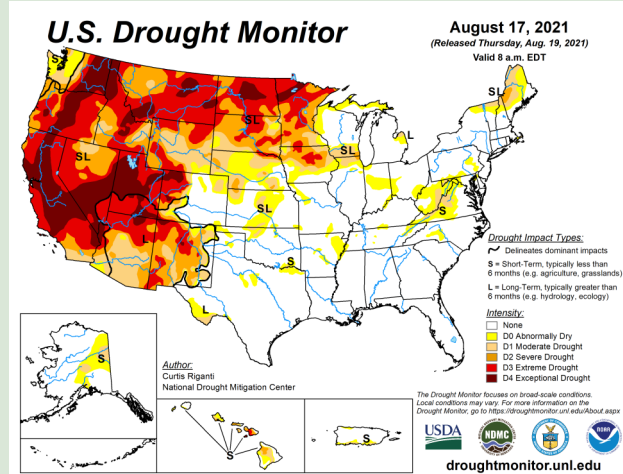 U.S. Drought Monitor
August 17, 2021
(Released Thursday, Aug. 19, 2021)
Valid 8 a.m. EDT
S
SL
L
SL
SL
SL
L
SL
S
L
S
L
Drought Impact Types:
Delineates dominant impacts
S = Short-Term, typically less than
6 months (e.g. agriculture, grasslands)
L = Long-Term, typically greater than
6 months (e.g. hydrology, ecology)
Intensity:
None
D0 Abnormally Dry
D1 Moderate Drought
D2 Severe Drought
D3 Extreme Drought
D4 Exceptional Drought
S
Author:
Curtis Riganti
National Drought Mitigation Center
S
S
The Drought Monitor focuses on broad-scale conditions.
Local conditions may vary. For more information on the
Drought Monitor, go to https://droughtmonitor.unl.edu/About.aspx
USDA
NDMC
NOAA
droughtmonitor.unl.edu